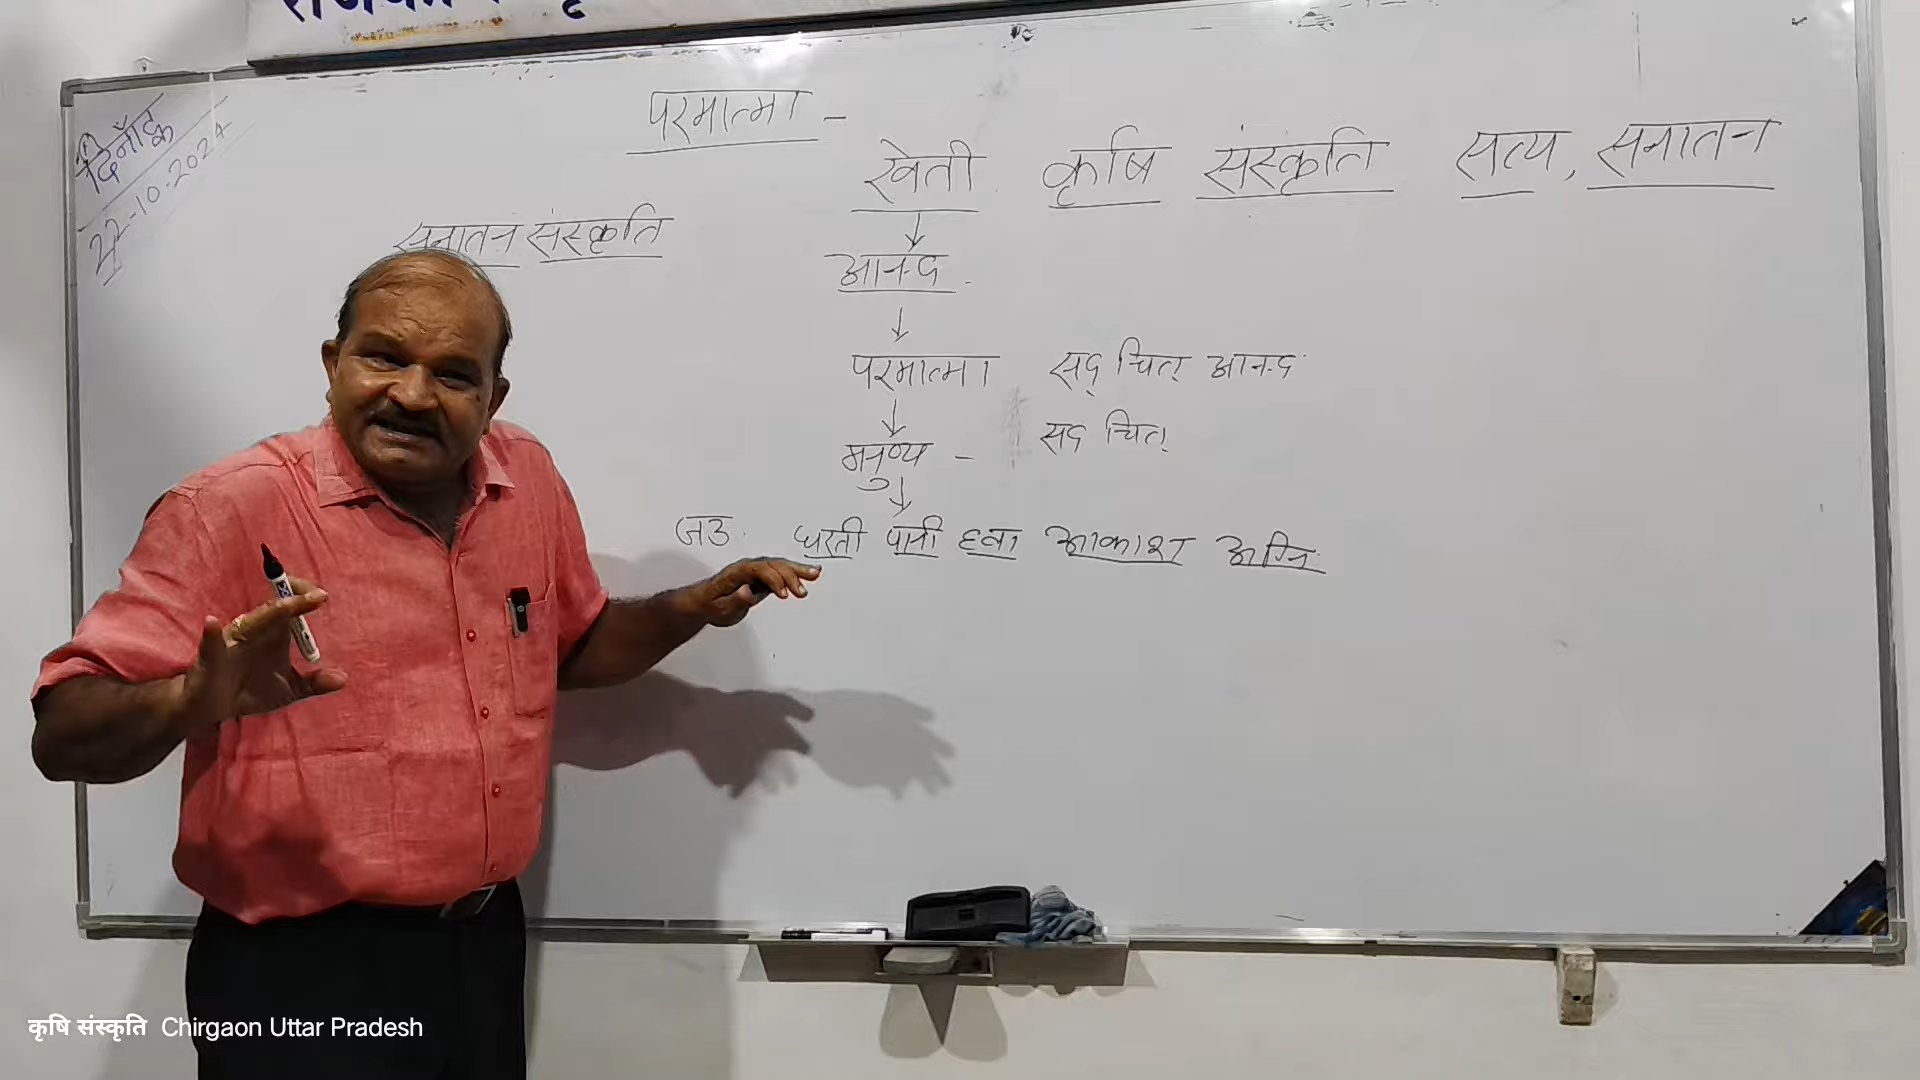 दिनाँक
22-10-2024
परमात्मा -
खेती कृषि संस्कृति सत्य, सनातन
सनातन संस्कृति
↓
आनन्द
↓
परमात्मा सद् चित् आनन्द
↓
मनुष्य - सद चित्
↓
जड धरती पानी हवा आकाश अग्नि
कृषि संस्कृति Chirgaon Uttar Pradesh